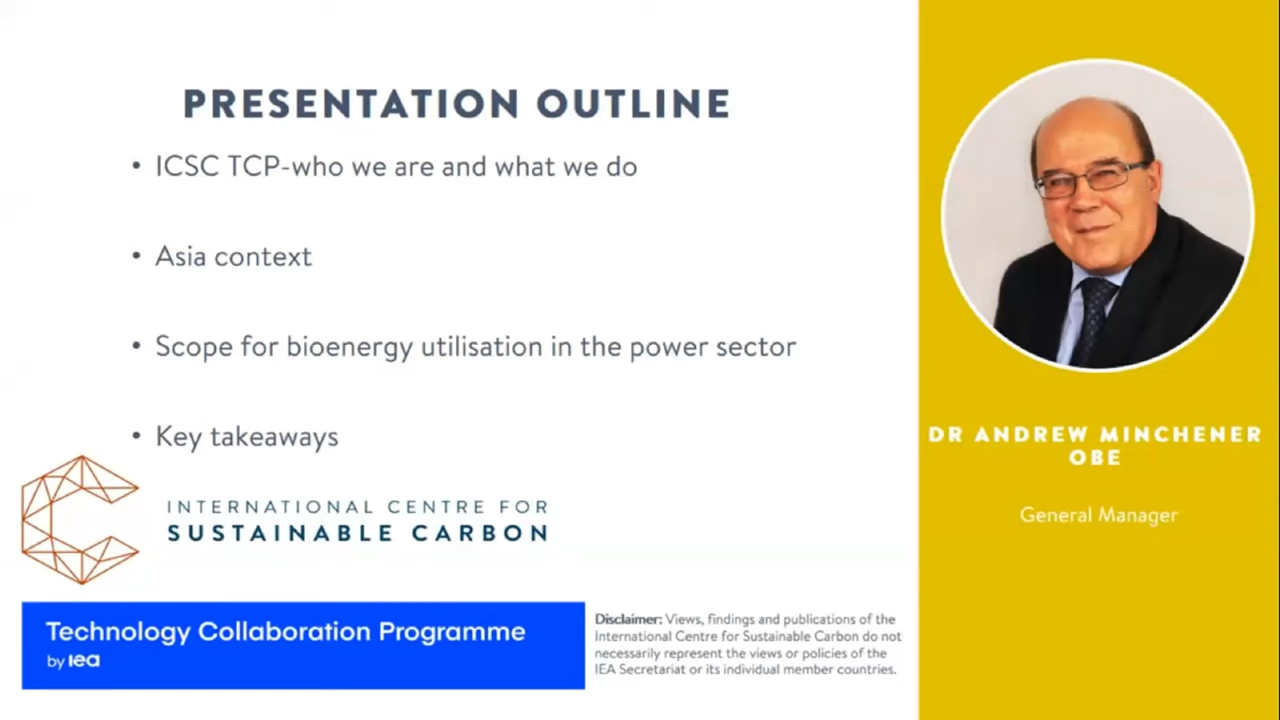 PRESENTATION OUTLINE
• ICSC TCP-who we are and what we do
• Asia context
• Scope for bioenergy utilisation in the power sector
• Key takeaways
INTERNATIONAL CENTRE FOR
SUSTAINABLE CARBON
Technology Collaboration Programme
by iea
Disclaimer: Views, findings and publications of the
International Centre for Sustainable Carbon do not
necessarily represent the views or policies of the
IEA Secretariat or its individual member countries.
DR ANDREW MINCHENER
OBE
General Manager